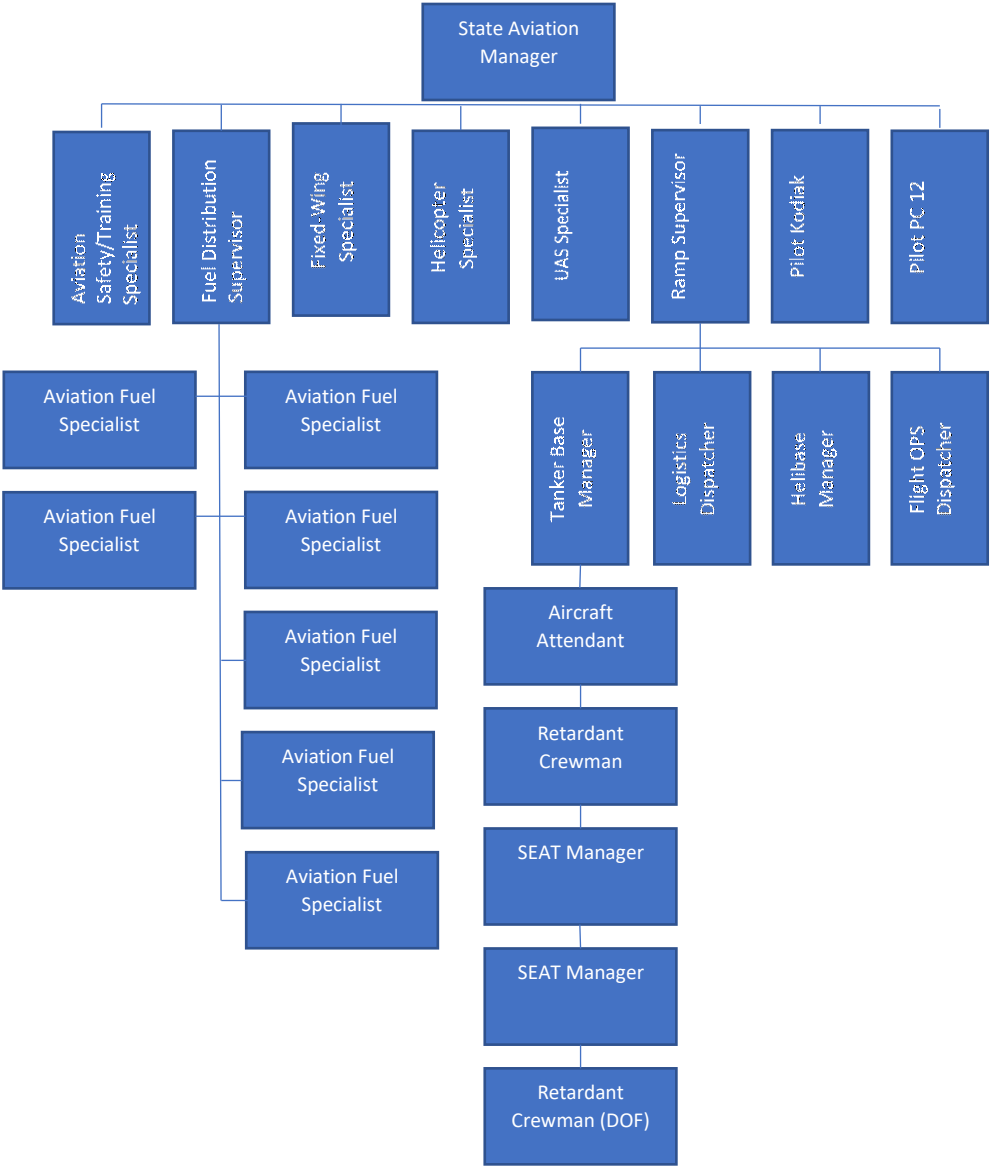 State Aviation
Manager
Aviation
Safety/Training
Specialist
Fuel Distribution
Supervisor
Fixed-Wing
Specialist
Helicopter
Specialist
UAS Specialist
Ramp Supervisor
Pilot Kodiak
Pilot PC 12
Aviation Fuel
Specialist
Aviation Fuel
Specialist
Tanker Base
Manager
Logistics
Dispatcher
Helibase
Manager
Flight OPS
Dispatcher
Aviation Fuel
Specialist
Aviation Fuel
Specialist
Aircraft
Attendant
Aviation Fuel
Specialist
Retardant
Crewman
Aviation Fuel
Specialist
SEAT Manager
Aviation Fuel
Specialist
SEAT Manager
Retardant
Crewman (DOF)